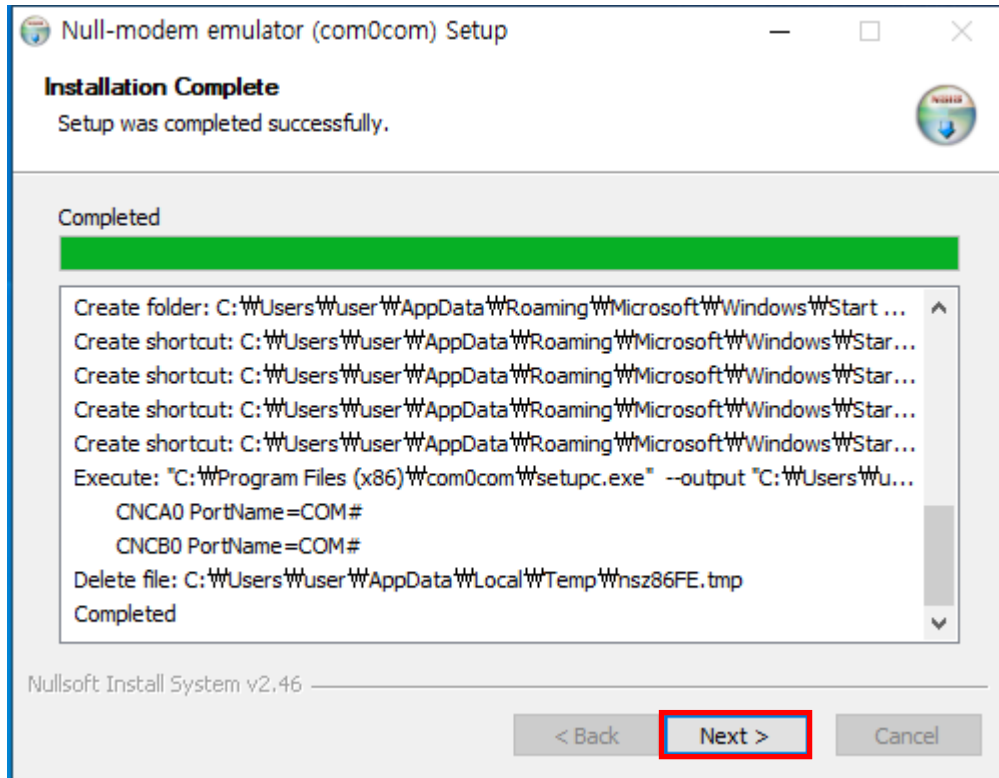 Null-modem emulator (com0com) Setup
Installation Complete
Setup was completed successfully.
Completed
Create folder: C:₩Users₩user₩AppData₩Roaming₩Microsoft₩Windows₩Start ...
Create shortcut: C:₩Users₩user₩AppData₩Roaming₩Microsoft₩Windows₩Star...
Create shortcut: C:₩Users₩user₩AppData₩Roaming₩Microsoft₩Windows₩Star...
Create shortcut: C:₩Users₩user₩AppData₩Roaming₩Microsoft₩Windows₩Star...
Create shortcut: C:₩Users₩user₩AppData₩Roaming₩Microsoft₩Windows₩Star...
Execute: "C:₩Program Files (x86)₩com0com₩setupc.exe" --output "C:₩Users₩u...
CNCA0 PortName=COM#
CNCB0 PortName=COM#
Delete file: C:₩Users₩user₩AppData₩Local₩Temp₩nsz86FE.tmp
Completed
Nullsoft Install System v2.46
< Back Next > Cancel